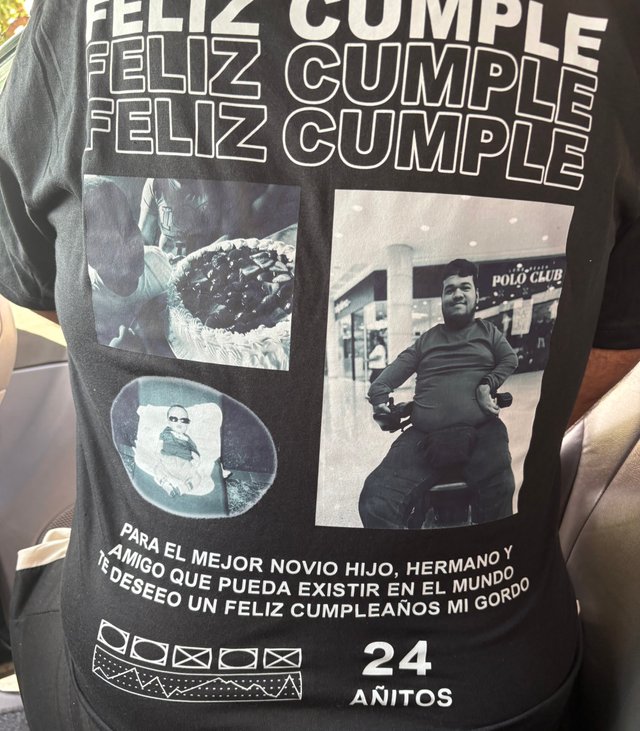 FELIZ CUMPLE
FELIZ CUMPLE
FELIZ CUMPLE
POLO CLUB
PARA EL MEJOR NOVIO HIJO, HERMANO Y
AMIGO QUE PUEDA EXISTIR EN EL MUNDO
TE DESEEO UN FELIZ CUMPLEAÑOS MI GORDO
24
AÑITOS